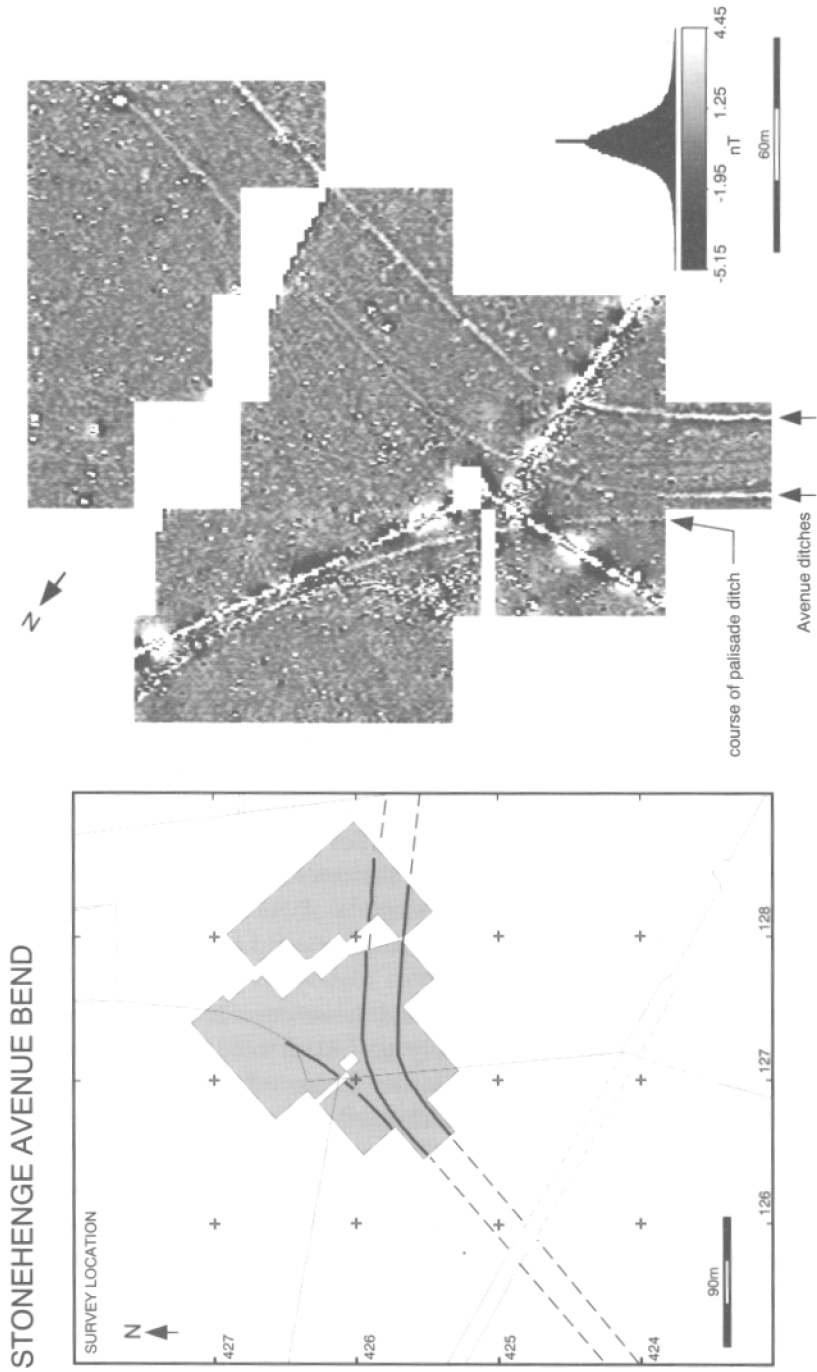 STONEHENGE AVENUE BEND
SURVEY LOCATION
N
427
426
425
424
126
127
128
90m
N
course of palisade ditch
Avenue ditches
-5.15
-1.95
1.25
4.45
nT
60m